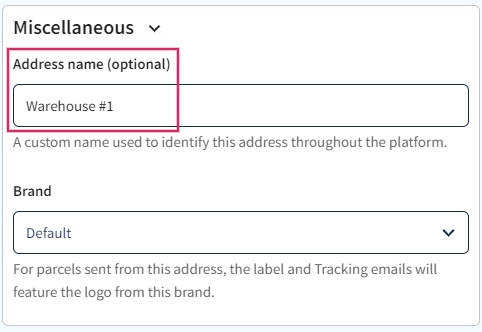 Miscellaneous
Address name (optional)
Warehouse #1
A custom name used to identify this address throughout the platform.
Brand
Default
For parcels sent from this address, the label and Tracking emails will
feature the logo from this brand.